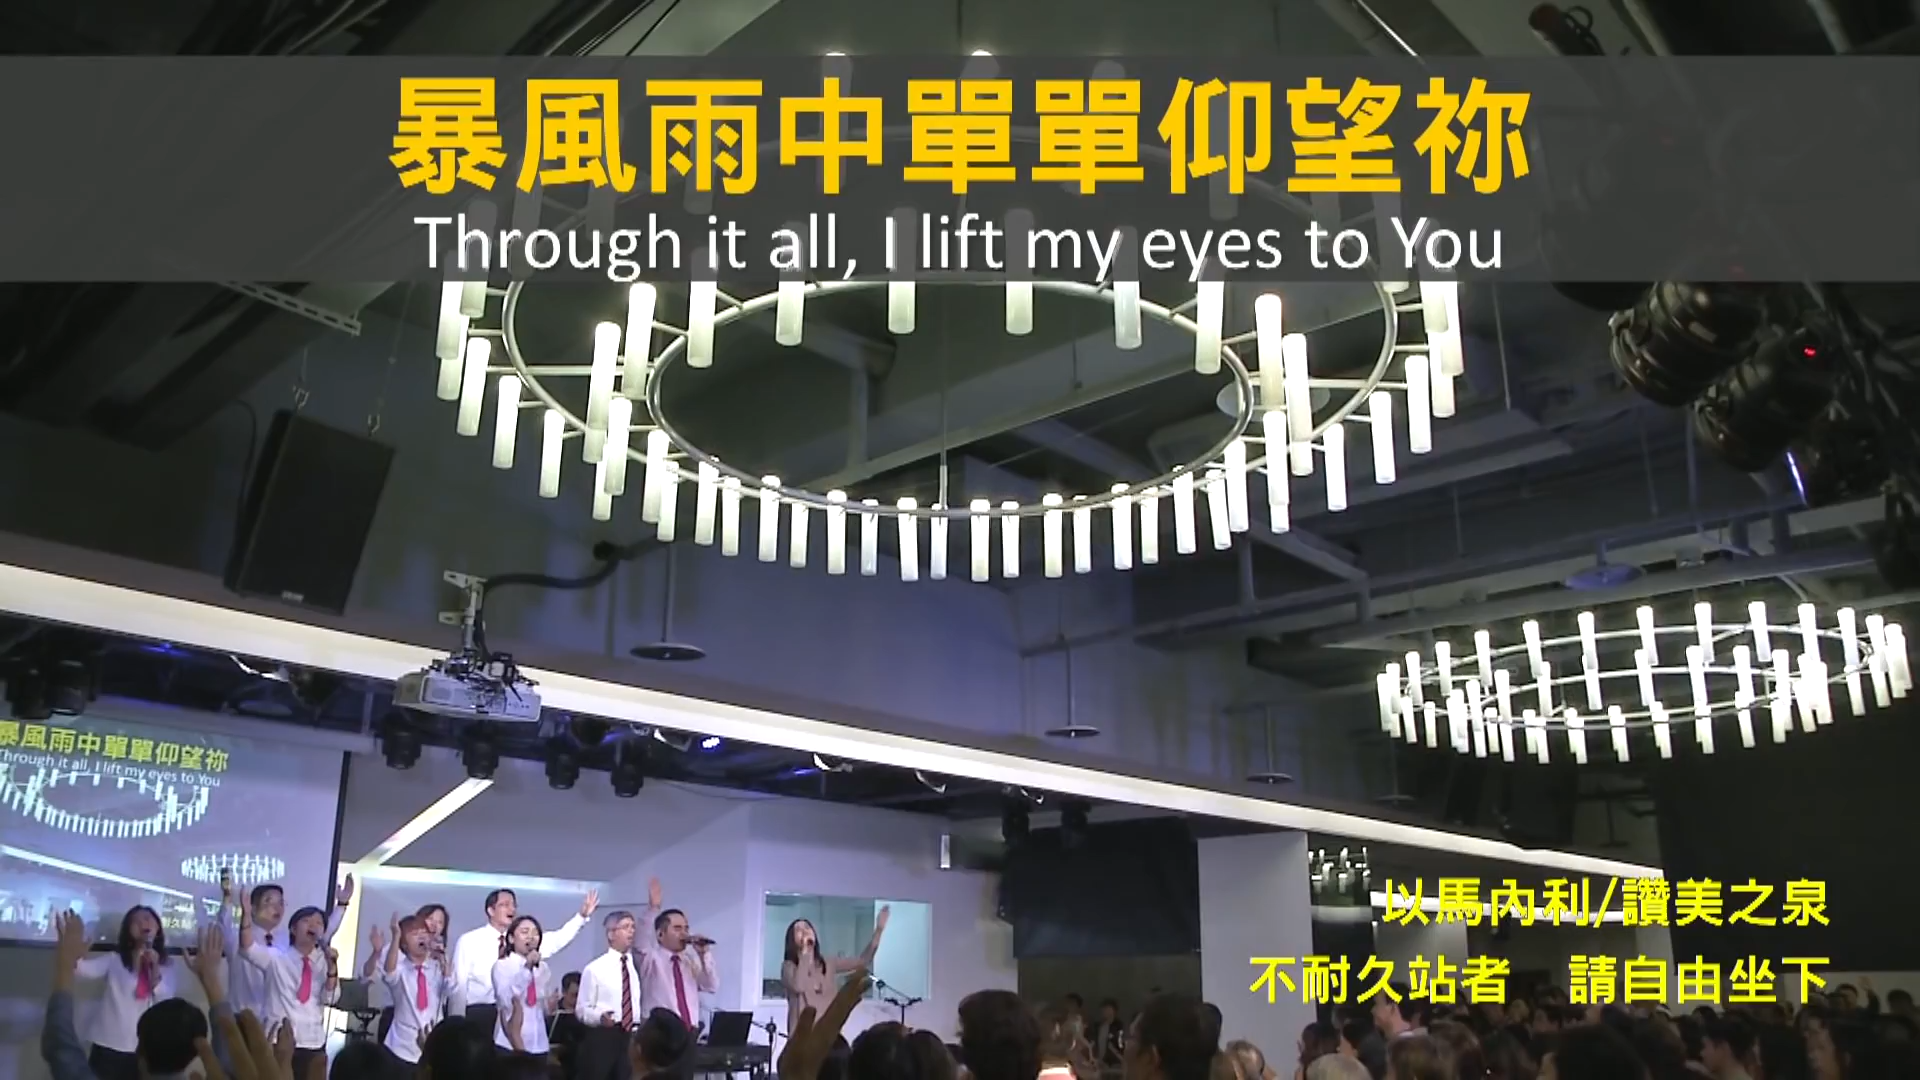 暴風雨中單單仰望祢
Through it all, I lift my eyes to You
暴風雨中單單仰望祢
Through it all, I lift my eyes to You
以馬內利/讚美之泉
不耐久站者　請自由坐下